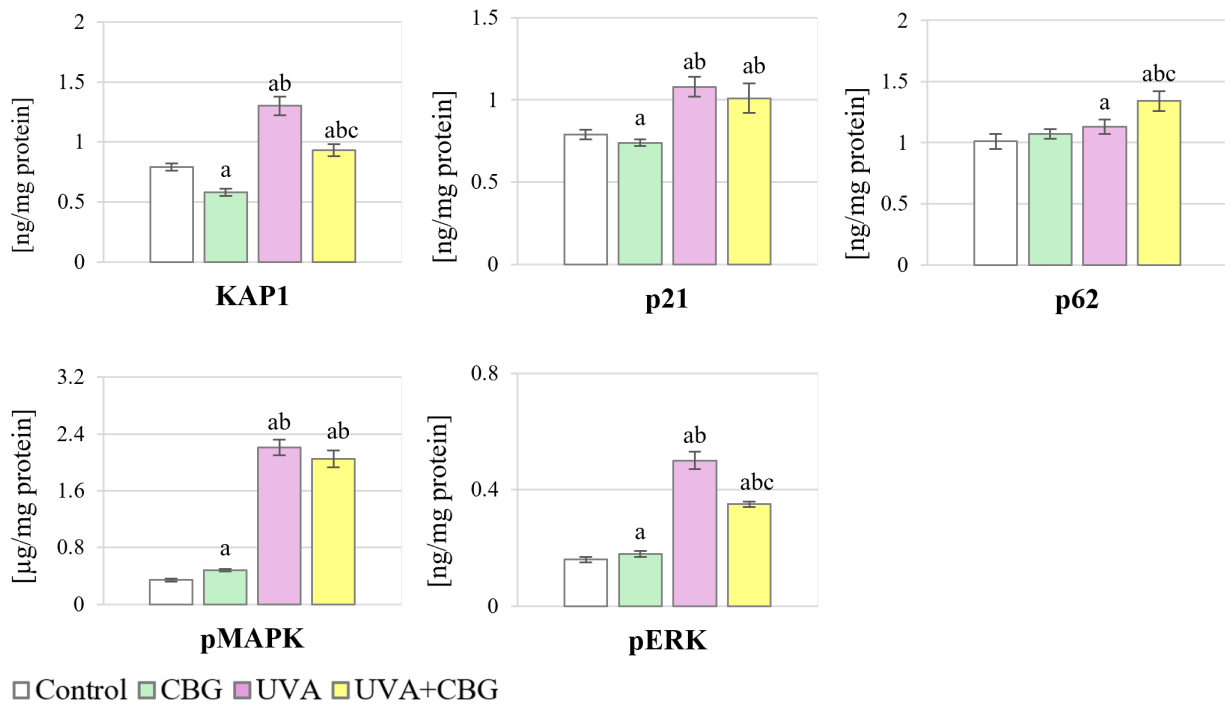 [ng/mg protein]
2
1.5
1
0.5
0
a
ab
abc
KAP1
[ng/mg protein]
1.5
1
0.5
0
a
ab
ab
p21
[ng/mg protein]
2
1.5
1
0.5
0
a
abc
p62
[µg/mg protein]
3.2
2.4
1.6
0.8
0
a
ab
ab
pMAPK
[ng/mg protein]
0.8
0.4
0
a
ab
abc
pERK
Control CBG UVA UVA+CBG